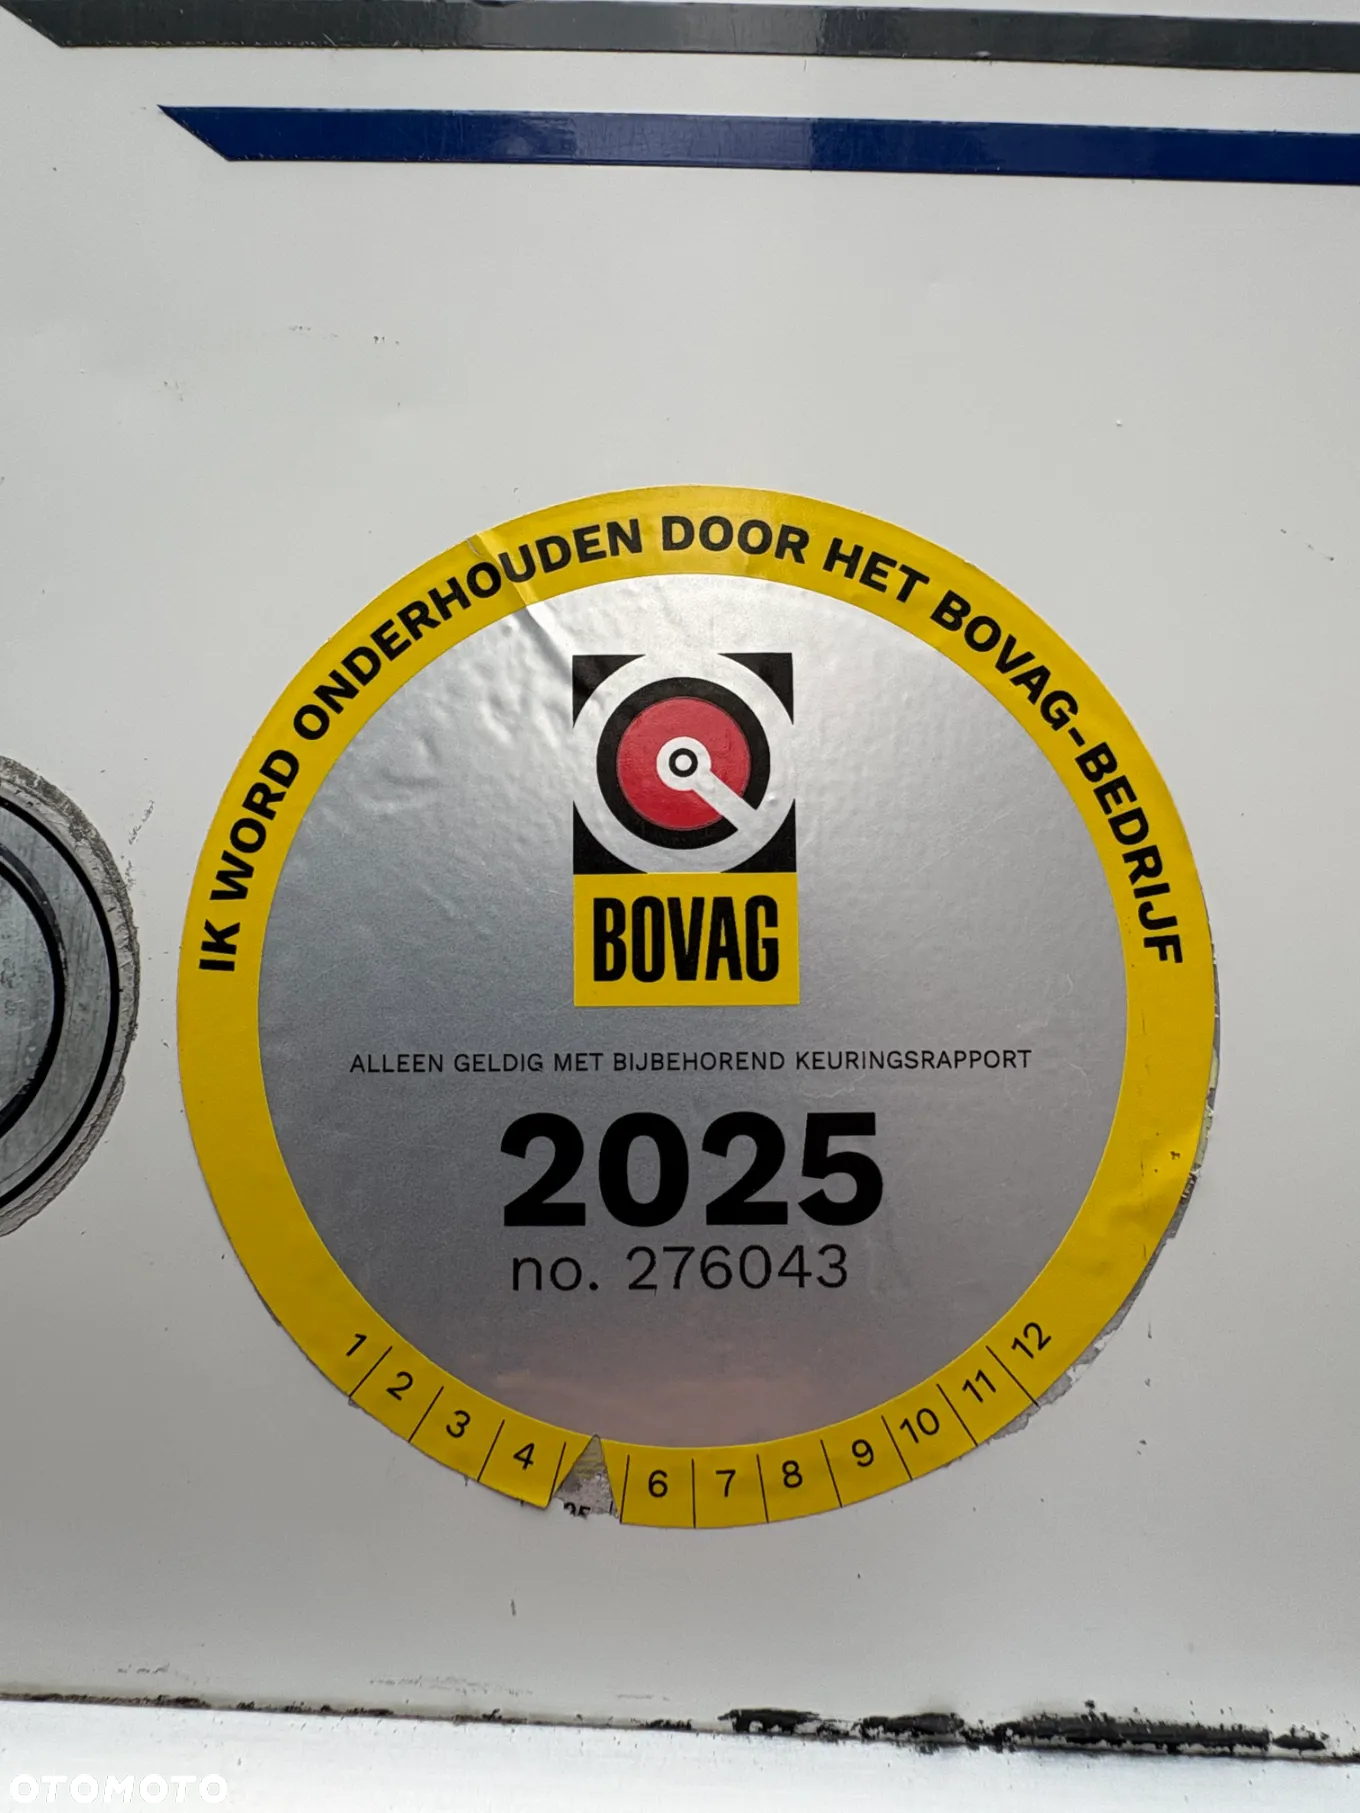 IK WORD ONDERHOUDEN DOOR HET BOVAG-BEDRIJF
BOVAG
ALLEEN GELDIG MET BIJBEHOREND KEURINGSRAPPORT
2025
no. 276043
1 2 3 4 6 7 8 9 10 11 12
OTOMOTO